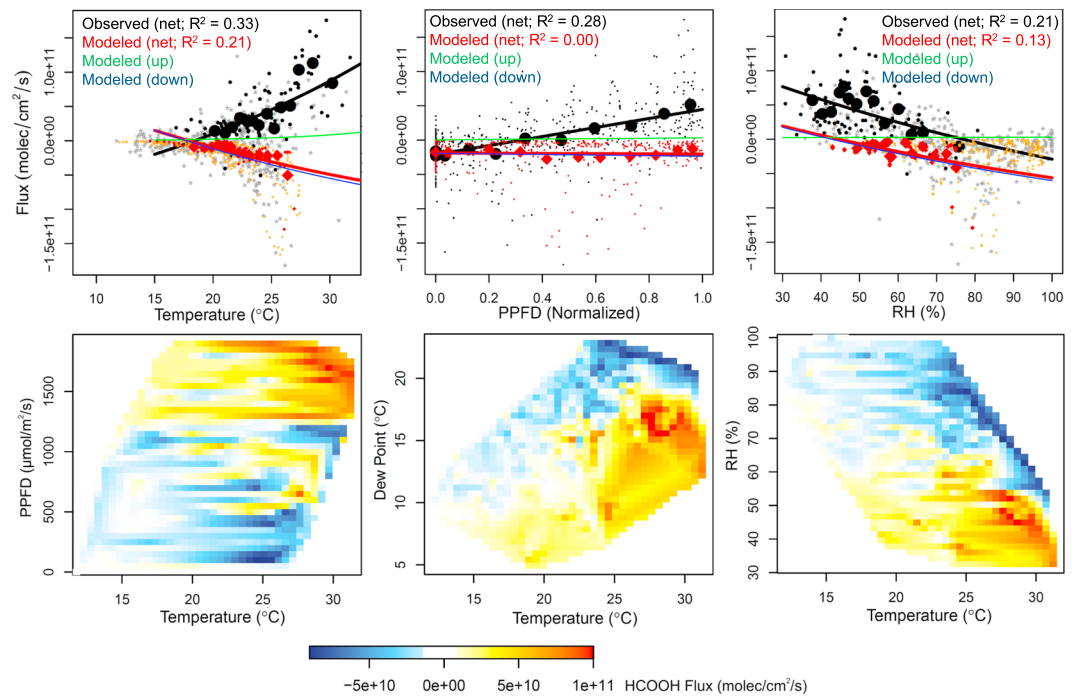 Observed (net; R² = 0.33)
Modeled (net; R² = 0.21)
Modeled (up)
Modeled (down)
Flux (molec/cm²/s)
1.0e+11
0.0e+00
−1.5e+11
10 15 20 25 30
Temperature (°C)
Observed (net; R² = 0.28)
Modeled (net; R² = 0.00)
Modeled (up)
Modeled (down)
1.0e+11
0.0e+00
−1.5e+11
0.0 0.2 0.4 0.6 0.8 1.0
PPFD (Normalized)
Observed (net; R² = 0.21)
Modeled (net; R² = 0.13)
Modeled (up)
Modeled (down)
1.0e+11
0.0e+00
−1.5e+11
30 40 50 60 70 80 90 100
RH (%)
PPFD (μmol/m²/s)
1500
1000
500
0
15 20 25 30
Temperature (°C)
Dew Point (°C)
20
15
10
5
15 20 25 30
Temperature (°C)
RH (%)
100
90
80
70
60
50
40
30
15 20 25 30
Temperature (°C)
−5e+10 0e+00 5e+10 1e+11 HCOOH Flux (molec/cm²/s)